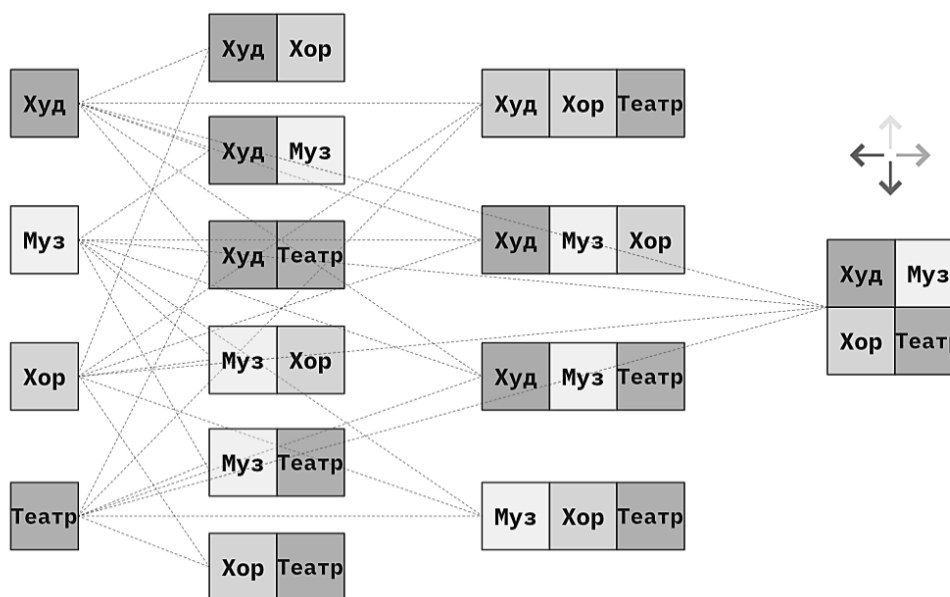 Худ
Муз
Хор
Театр
Худ Хор
Худ Муз
Худ Театр
Муз Хор
Муз Театр
Хор Театр
Худ Хор Театр
Худ Муз Хор
Худ Муз Театр
Муз Хор Театр
Худ Муз
Хор Театр